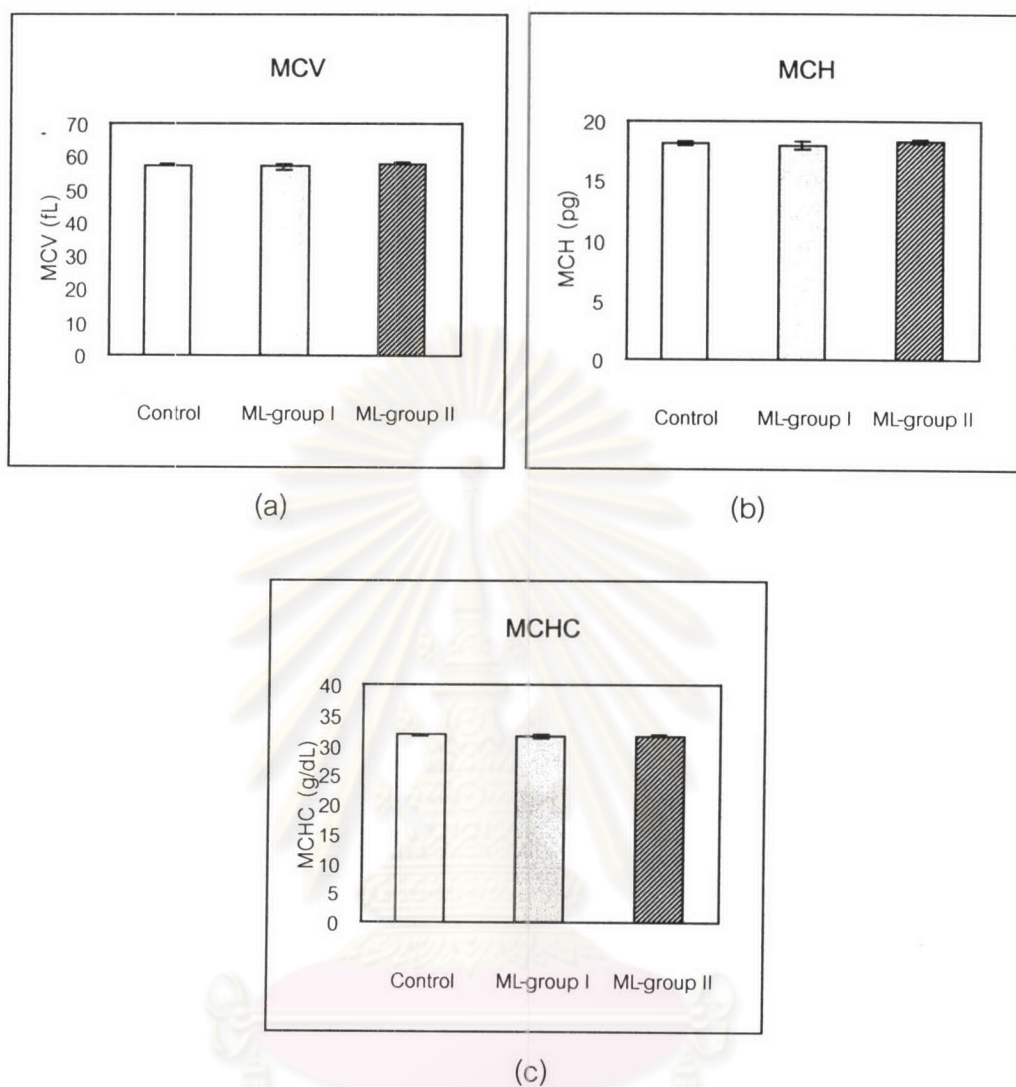 MCV
MCV (fL)
70
60
50
40
30
20
10
0
Control ML-group I ML-group II
(a)
MCH
MCH (pg)
20
15
10
5
0
Control ML-group I ML-group II
(b)
MCHC
MCHC (g/dL)
40
35
30
25
20
15
10
5
0
Control ML-group I ML-group II
(c)